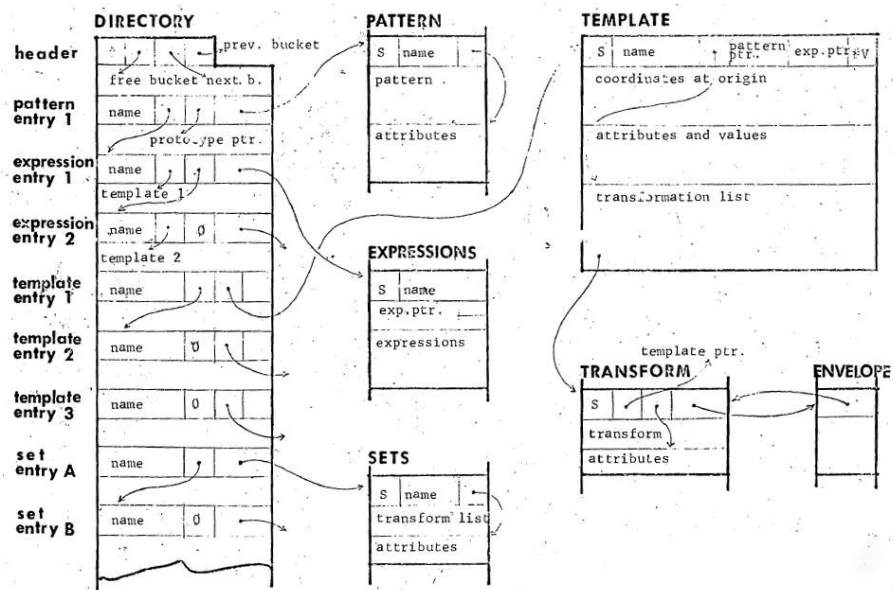 DIRECTORY
header
prev. bucket
free bucket next b.
pattern
entry 1
name
prototype ptr.
expression
entry 1
name
template 1
expression
entry 2
name 0
template 2
template
entry 1
name
template
entry 2
name 0
template
entry 3
name 0
set
entry A
name
set
entry B
name 0
PATTERN
S name
pattern
attributes
EXPRESSIONS
S name
exp.ptr.
expressions
SETS
S name
transform list
attributes
TEMPLATE
S name pattern ptr. exp.ptr. EV
coordinates at origin
attributes and values
transformation list
template ptr.
TRANSFORM
S
transform
attributes
ENVELOPE